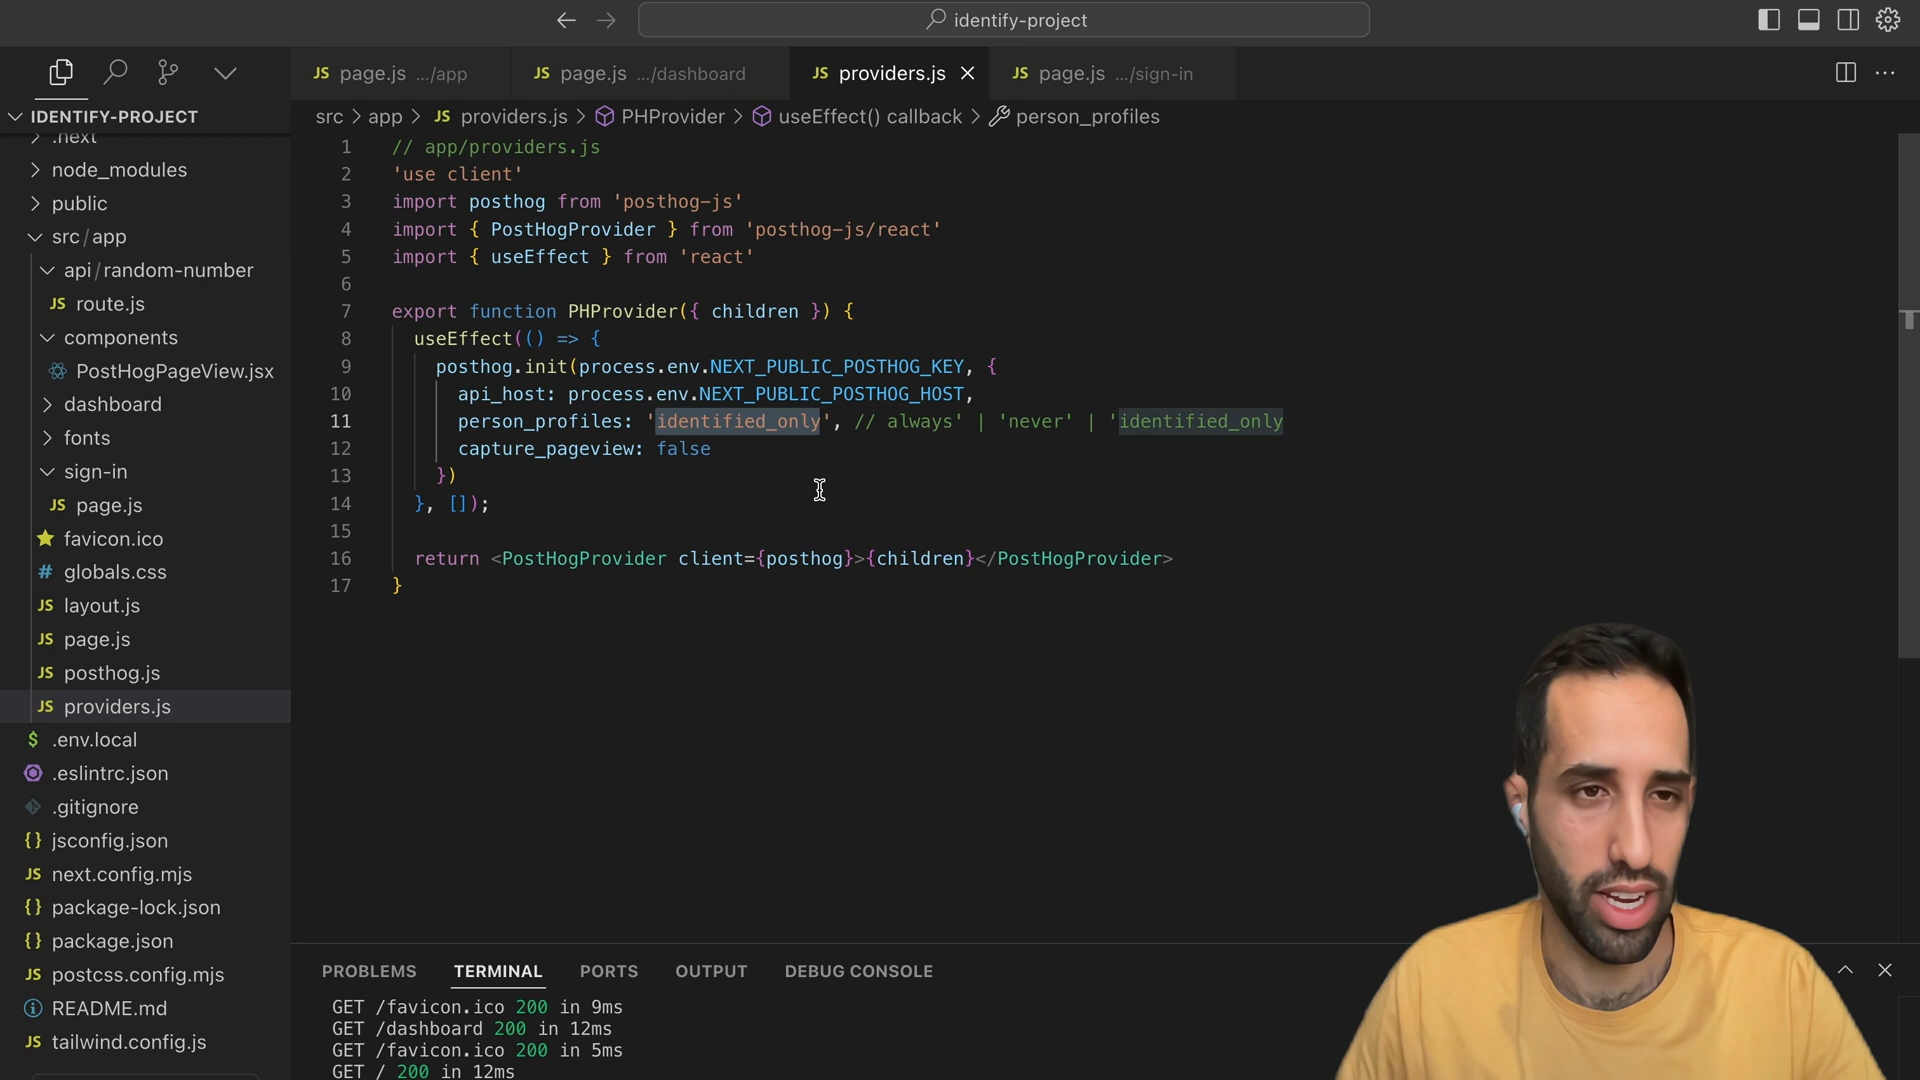 identify-project
JS page.js .../app
JS page.js .../dashboard
JS providers.js
JS page.js .../sign-in
IDENTIFY-PROJECT
src > app > JS providers.js > PHProvider > useEffect() callback > person_profiles
.next
node_modules
public
src/app
api/random-number
JS route.js
components
PostHogPageView.jsx
dashboard
fonts
sign-in
JS page.js
favicon.ico
# globals.css
JS layout.js
JS page.js
JS posthog.js
JS providers.js
$ .env.local
.eslintrc.json
.gitignore
{} jsconfig.json
JS next.config.mjs
{} package-lock.json
{} package.json
JS postcss.config.mjs
README.md
JS tailwind.config.js
1 // app/providers.js
2 'use client'
3 import posthog from 'posthog-js'
4 import { PostHogProvider } from 'posthog-js/react'
5 import { useEffect } from 'react'
6
7 export function PHProvider({ children }) {
8 useEffect(() => {
9 posthog.init(process.env.NEXT_PUBLIC_POSTHOG_KEY, {
10 api_host: process.env.NEXT_PUBLIC_POSTHOG_HOST,
11 person_profiles: 'identified_only', // always' | 'never' | 'identified_only
12 capture_pageview: false
13 })
14 }, []);
15
16 return <PostHogProvider client={posthog}>{children}</PostHogProvider>
17 }
PROBLEMS TERMINAL PORTS OUTPUT DEBUG CONSOLE
GET /favicon.ico 200 in 9ms
GET /dashboard 200 in 12ms
GET /favicon.ico 200 in 5ms
GET / 200 in 12ms